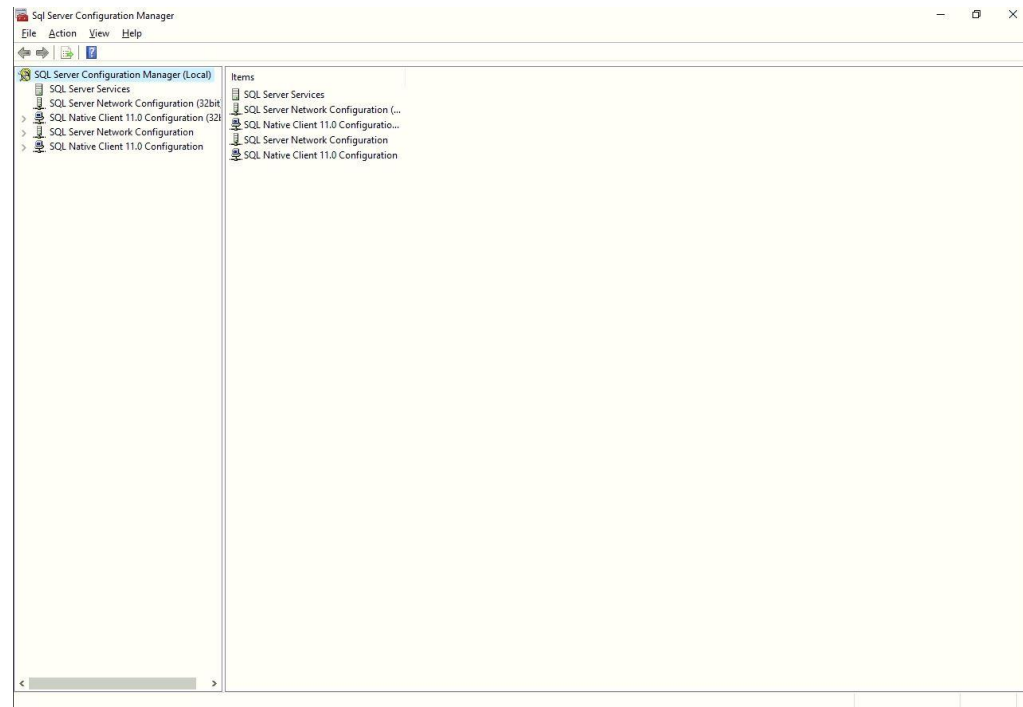 Sql Server Configuration Manager
File Action View Help
SQL Server Configuration Manager (Local)
SQL Server Services
SQL Server Network Configuration (32bit
SQL Native Client 11.0 Configuration (32
SQL Server Network Configuration
SQL Native Client 11.0 Configuration
Items
SQL Server Services
SQL Server Network Configuration (...
SQL Native Client 11.0 Configuratio...
SQL Server Network Configuration
SQL Native Client 11.0 Configuration